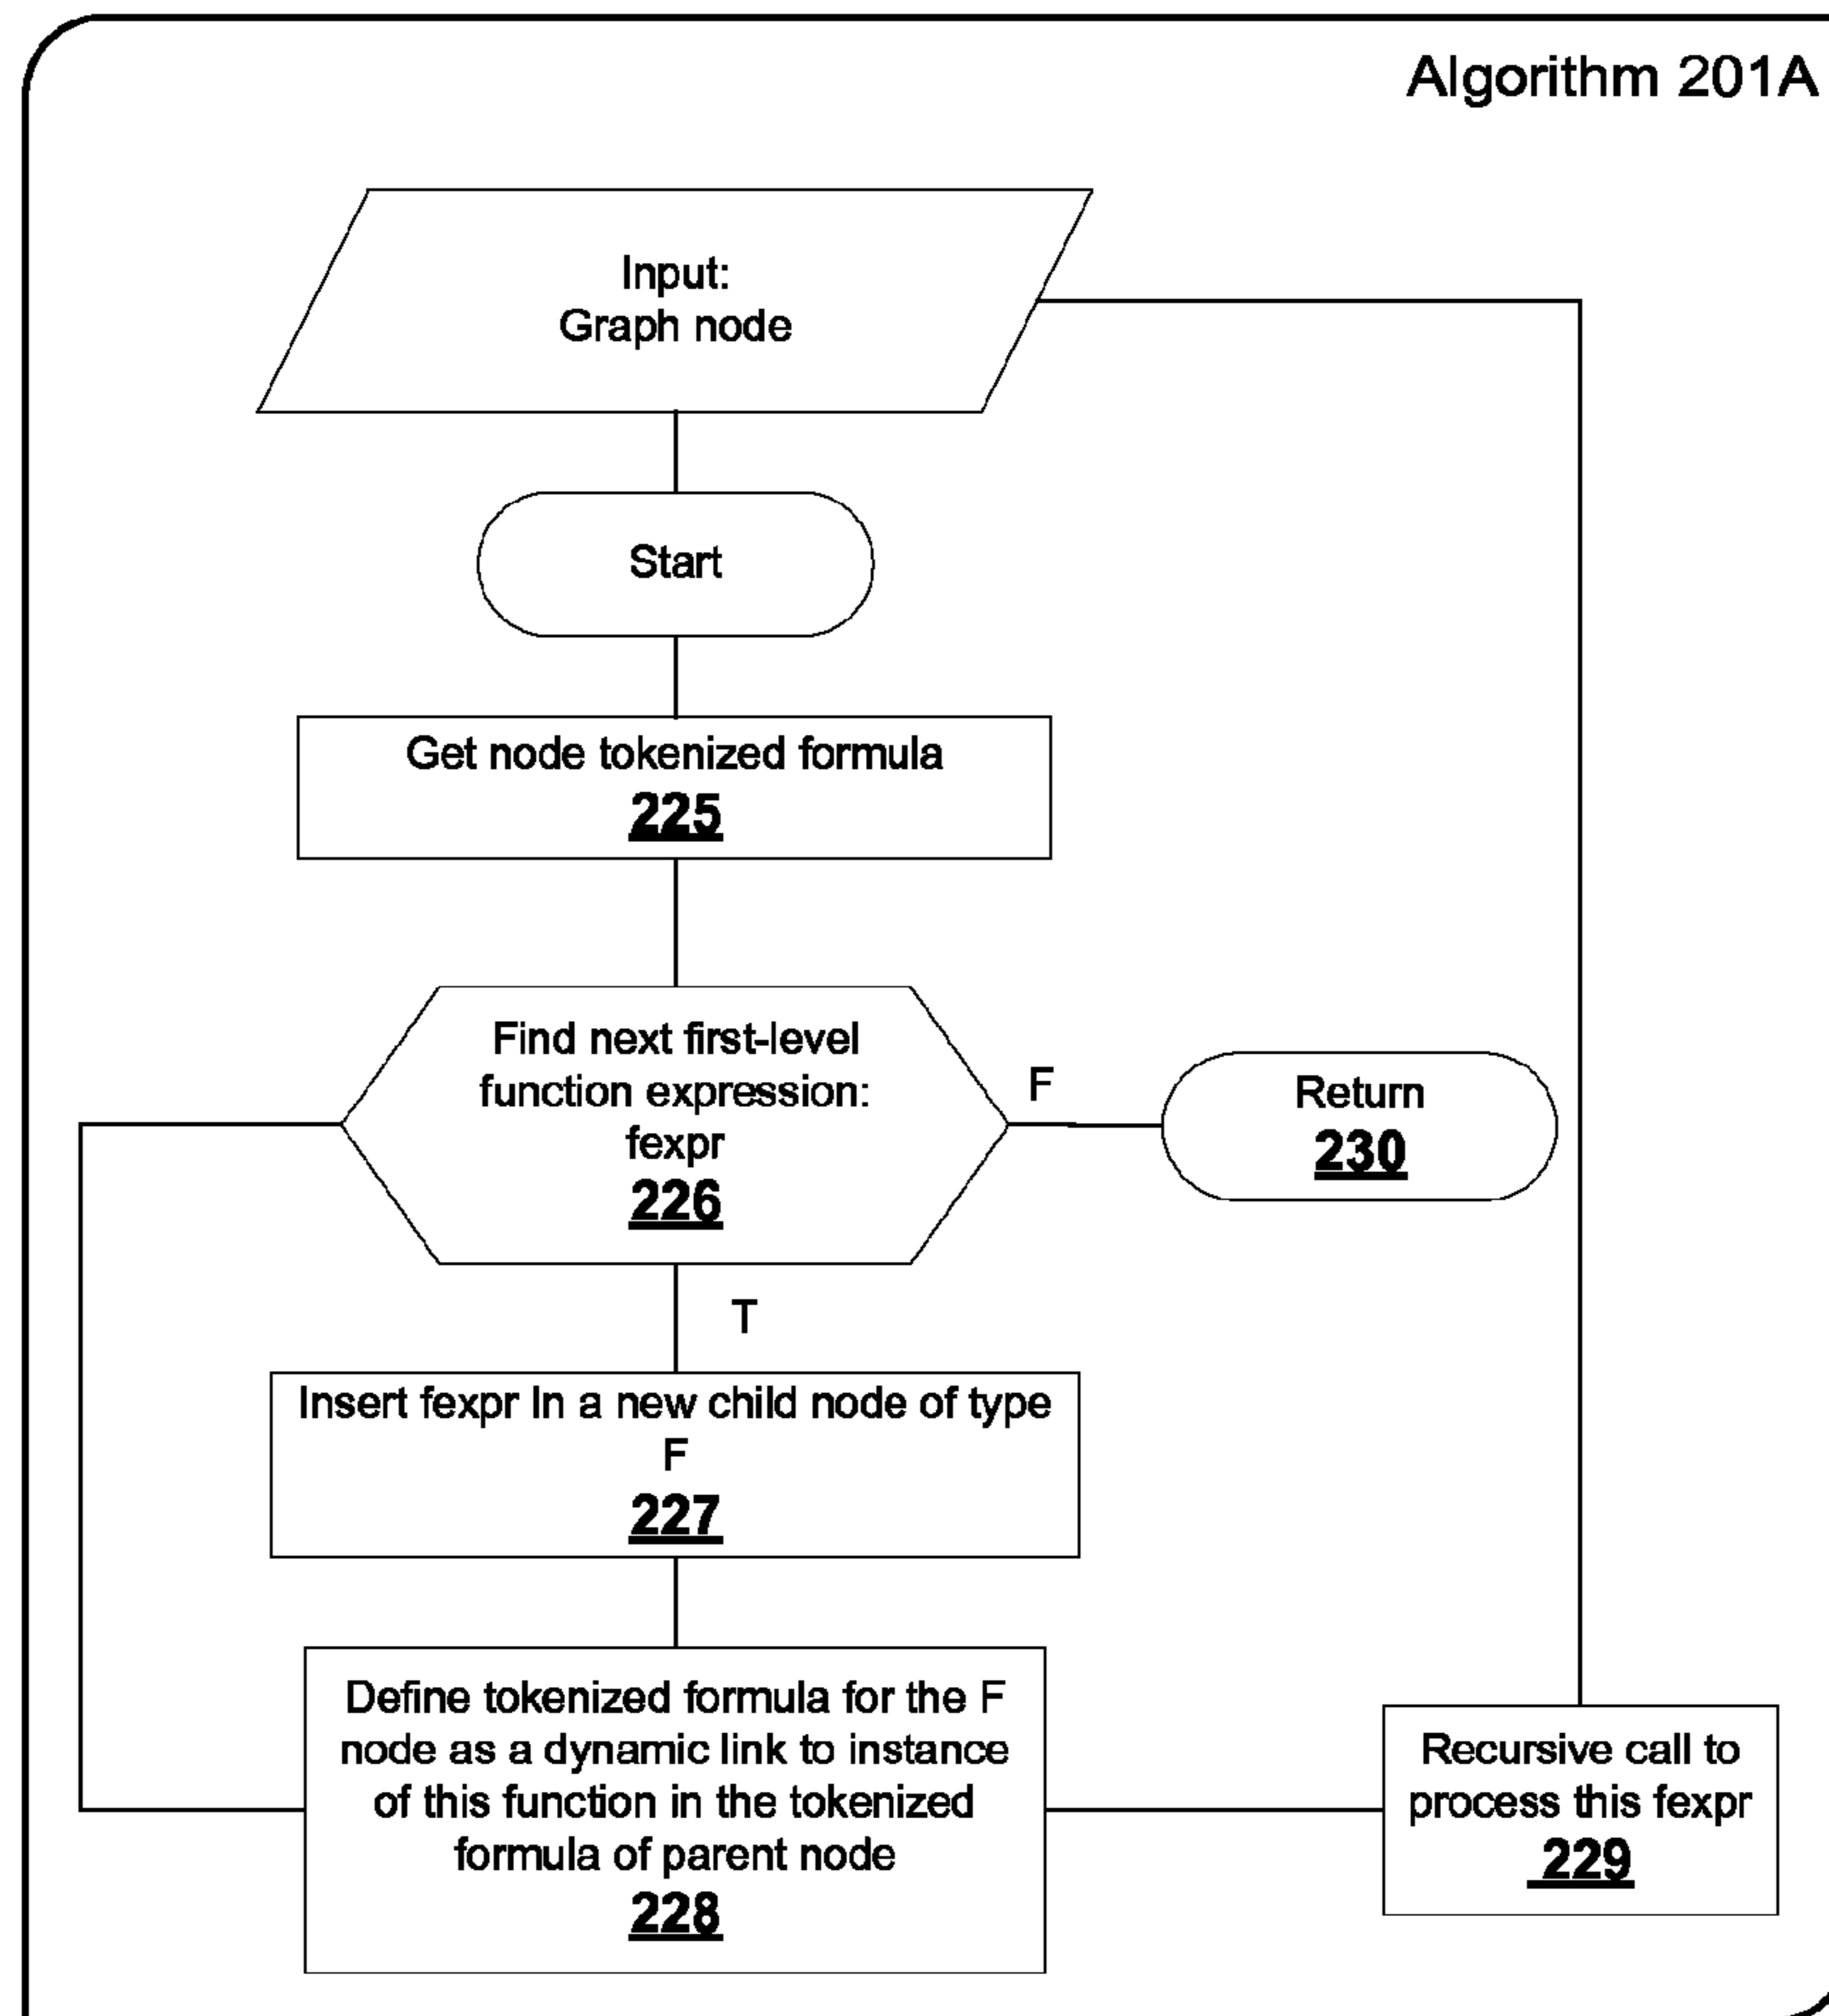 Algorithm 201A
Input:
Graph node
Start
Get node tokenized formula
225
Find next first-level
function expression:
fexpr
226
F
Return
230
T
Insert fexpr In a new child node of type
F
227
Define tokenized formula for the F
node as a dynamic link to instance
of this function in the tokenized
formula of parent node
228
Recursive call to
process this fexpr
229